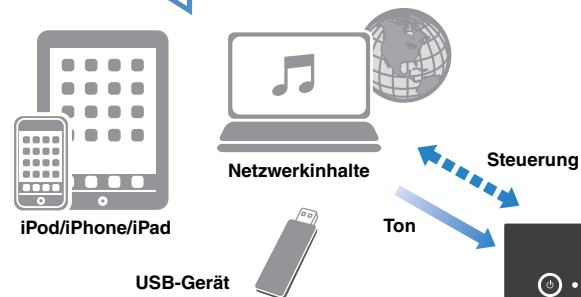 Netzwerkinhalte
Steuerung
iPod/iPhone/iPad
Ton
USB-Gerät